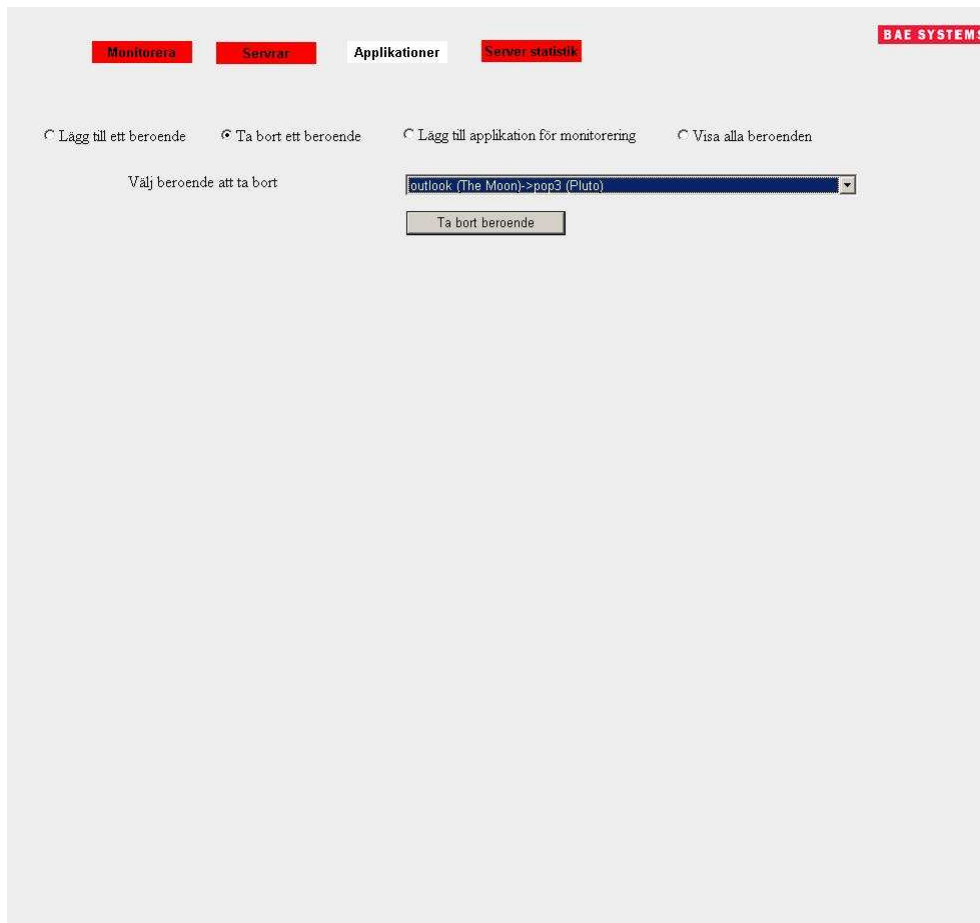 BAE SYSTEMS
Monitorera Servrar Applikationer Server statistik
Lägg till ett beroende Ta bort ett beroende Lägg till applikation för monitorering Visa alla beroenden
Välj beroende att ta bort outlook (The Moon)->pop3 (Pluto)
Ta bort beroende